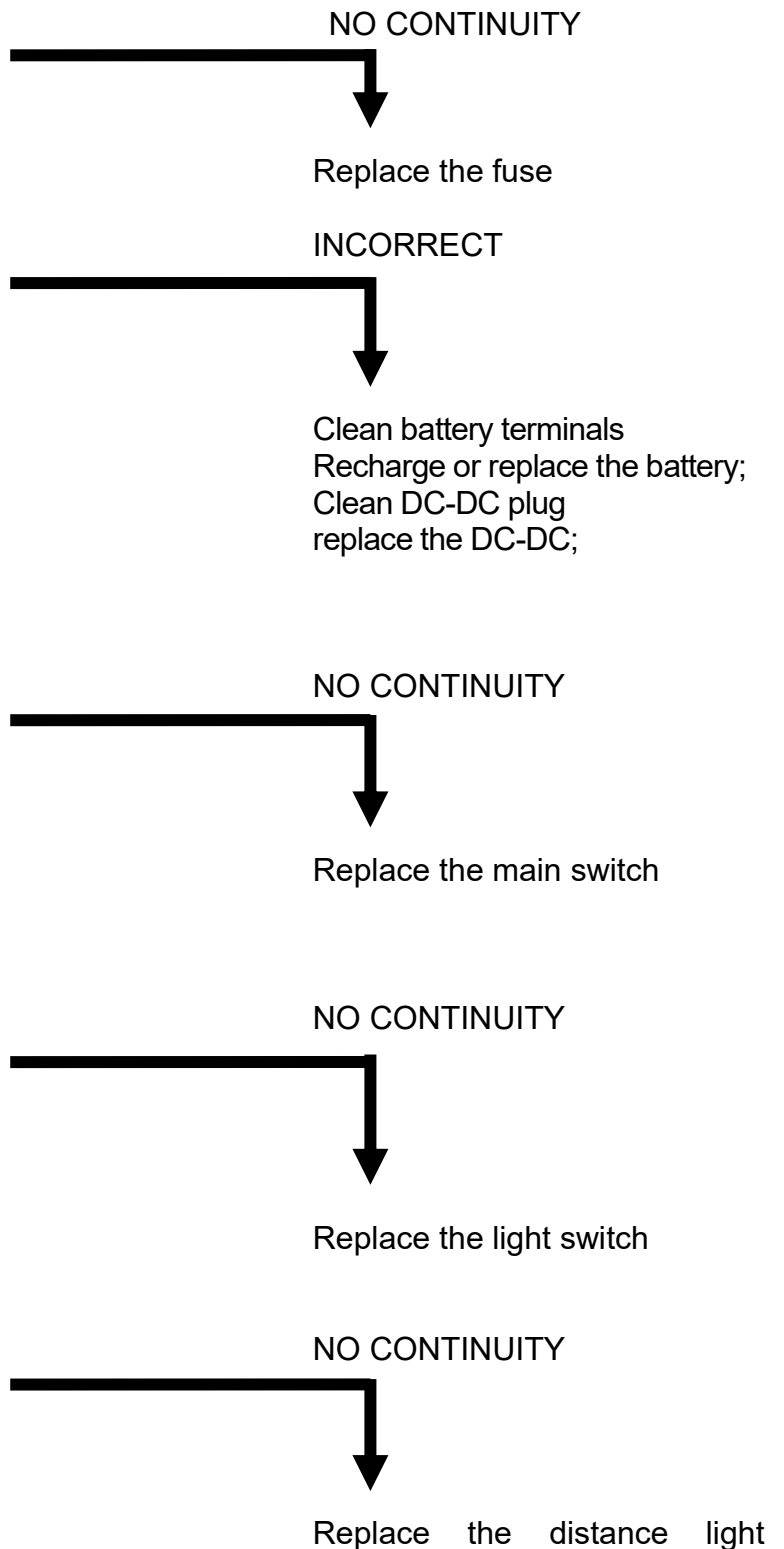 NO CONTINUITY
Replace the fuse
INCORRECT
Clean battery terminals
Recharge or replace the battery;
Clean DC-DC plug
replace the DC-DC;
NO CONTINUITY
Replace the main switch
NO CONTINUITY
Replace the light switch
NO CONTINUITY
Replace the distance light